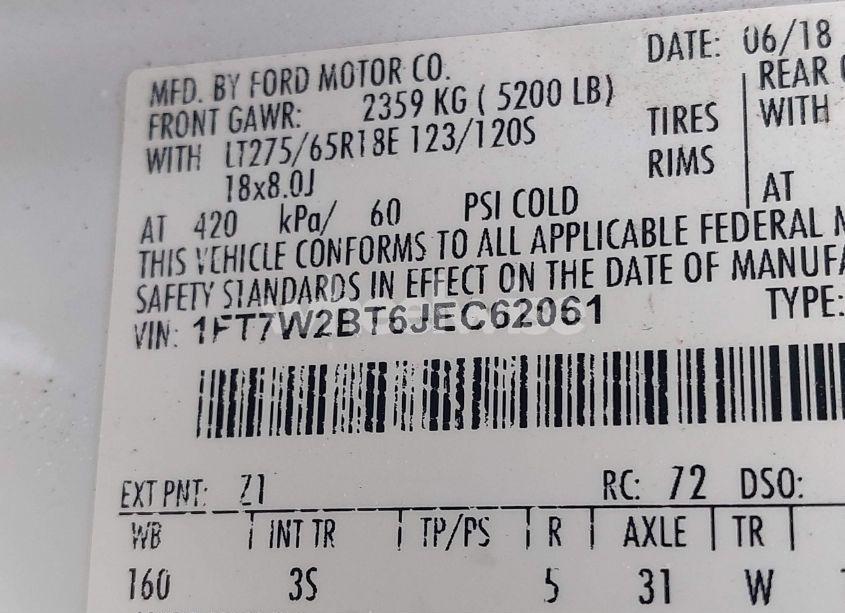 MFD. BY FORD MOTOR CO.
DATE: 06/18
FRONT GAWR: 2359 KG ( 5200 LB)
REAR
WITH LT275/65R18E 123/120S TIRES
WITH
18x8.0J RIMS
AT 420 kPa/ 60 PSI COLD
AT
THIS VEHICLE CONFORMS TO ALL APPLICABLE FEDERAL M
SAFETY STANDARDS IN EFFECT ON THE DATE OF MANUFA
VIN: 1FT7W2BT6JEC62061 TYPE:
EXT PNT: Z1 RC: 72 DSO:
WB INT TR TP/PS R AXLE TR
160 3S 5 31 W